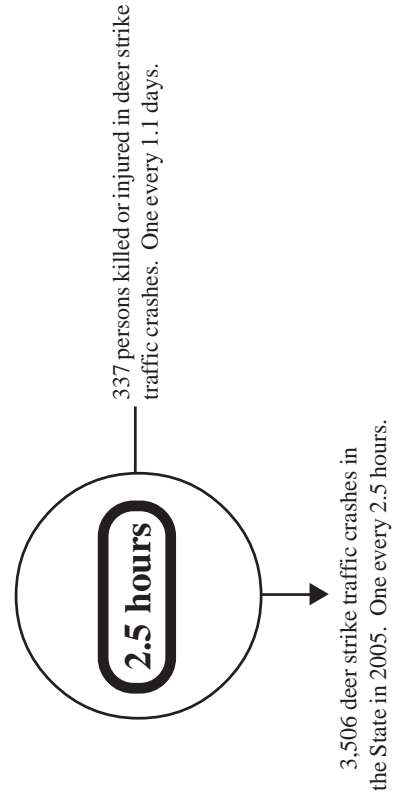 337 persons killed or injured in deer strike
traffic crashes.  One every 1.1 days.
2.5 hours
3,506 deer strike traffic crashes in
the State in 2005.  One every 2.5 hours.